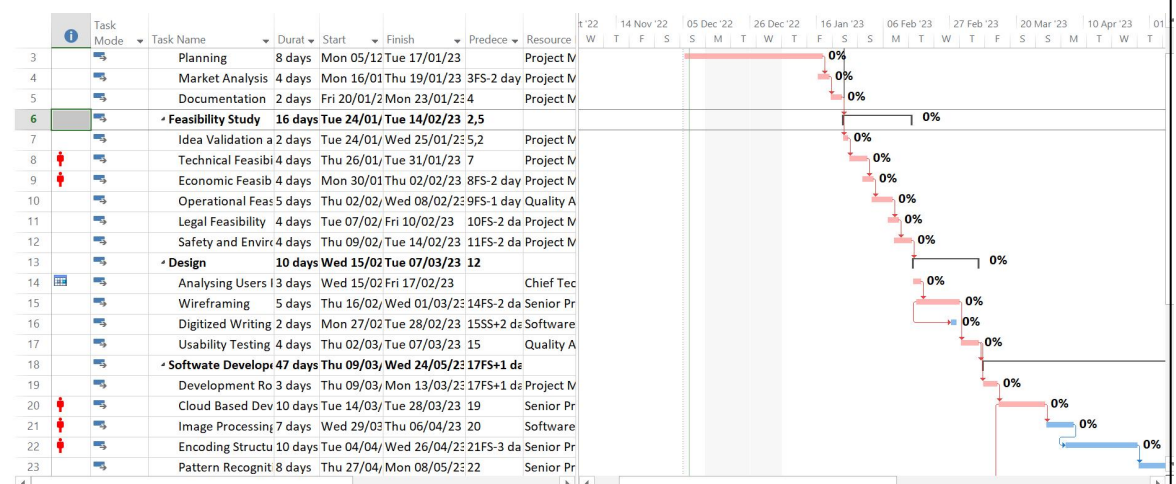 t '22 14 Nov '22 05 Dec '22 26 Dec '22 16 Jan '23 06 Feb '23 27 Feb '23 20 Mar '23 10 Apr '23 01
Task Mode Task Name Durat Start Finish Predece Resource W T F S S M T W T F S S M T W T F S S M T W T
3 Planning 8 days Mon 05/12 Tue 17/01/23 Project M 0%
4 Market Analysis 4 days Mon 16/01 Thu 19/01/23 3FS-2 day Project M 0%
5 Documentation 2 days Fri 20/01/2 Mon 23/01/23 4 Project M 0%
6 Feasibility Study 16 days Tue 24/01/ Tue 14/02/23 2,5 0%
7 Idea Validation a 2 days Tue 24/01/ Wed 25/01/23 5,2 Project M 0%
8 Technical Feasibi 4 days Thu 26/01/ Tue 31/01/23 7 Project M 0%
9 Economic Feasib 4 days Mon 30/01 Thu 02/02/23 8FS-2 day Project M 0%
10 Operational Feas 5 days Thu 02/02/ Wed 08/02/23 9FS-1 day Quality A 0%
11 Legal Feasibility 4 days Tue 07/02/ Fri 10/02/23 10FS-2 da Project M 0%
12 Safety and Enviro 4 days Thu 09/02/ Tue 14/02/23 11FS-2 da Project M 0%
13 Design 10 days Wed 15/02 Tue 07/03/23 12 0%
14 Analysing Users I 3 days Wed 15/02 Fri 17/02/23 Chief Tec 0%
15 Wireframing 5 days Thu 16/02/ Wed 01/03/23 14FS-2 da Senior Pr 0%
16 Digitized Writing 2 days Mon 27/02 Tue 28/02/23 15SS+2 da Software 0%
17 Usability Testing 4 days Thu 02/03/ Tue 07/03/23 15 Quality A 0%
18 Softwate Develope 47 days Thu 09/03/ Wed 24/05/23 17FS+1 da
19 Development Ro 3 days Thu 09/03/ Mon 13/03/23 17FS+1 da Project M 0%
20 Cloud Based Dev 10 days Tue 14/03/ Tue 28/03/23 19 Senior Pr 0%
21 Image Processing 7 days Wed 29/03 Thu 06/04/23 20 Software 0%
22 Encoding Structu 10 days Tue 04/04/ Wed 26/04/23 21FS-3 da Senior Pr 0%
23 Pattern Recognit 8 days Thu 27/04/ Mon 08/05/23 22 Senior Pr